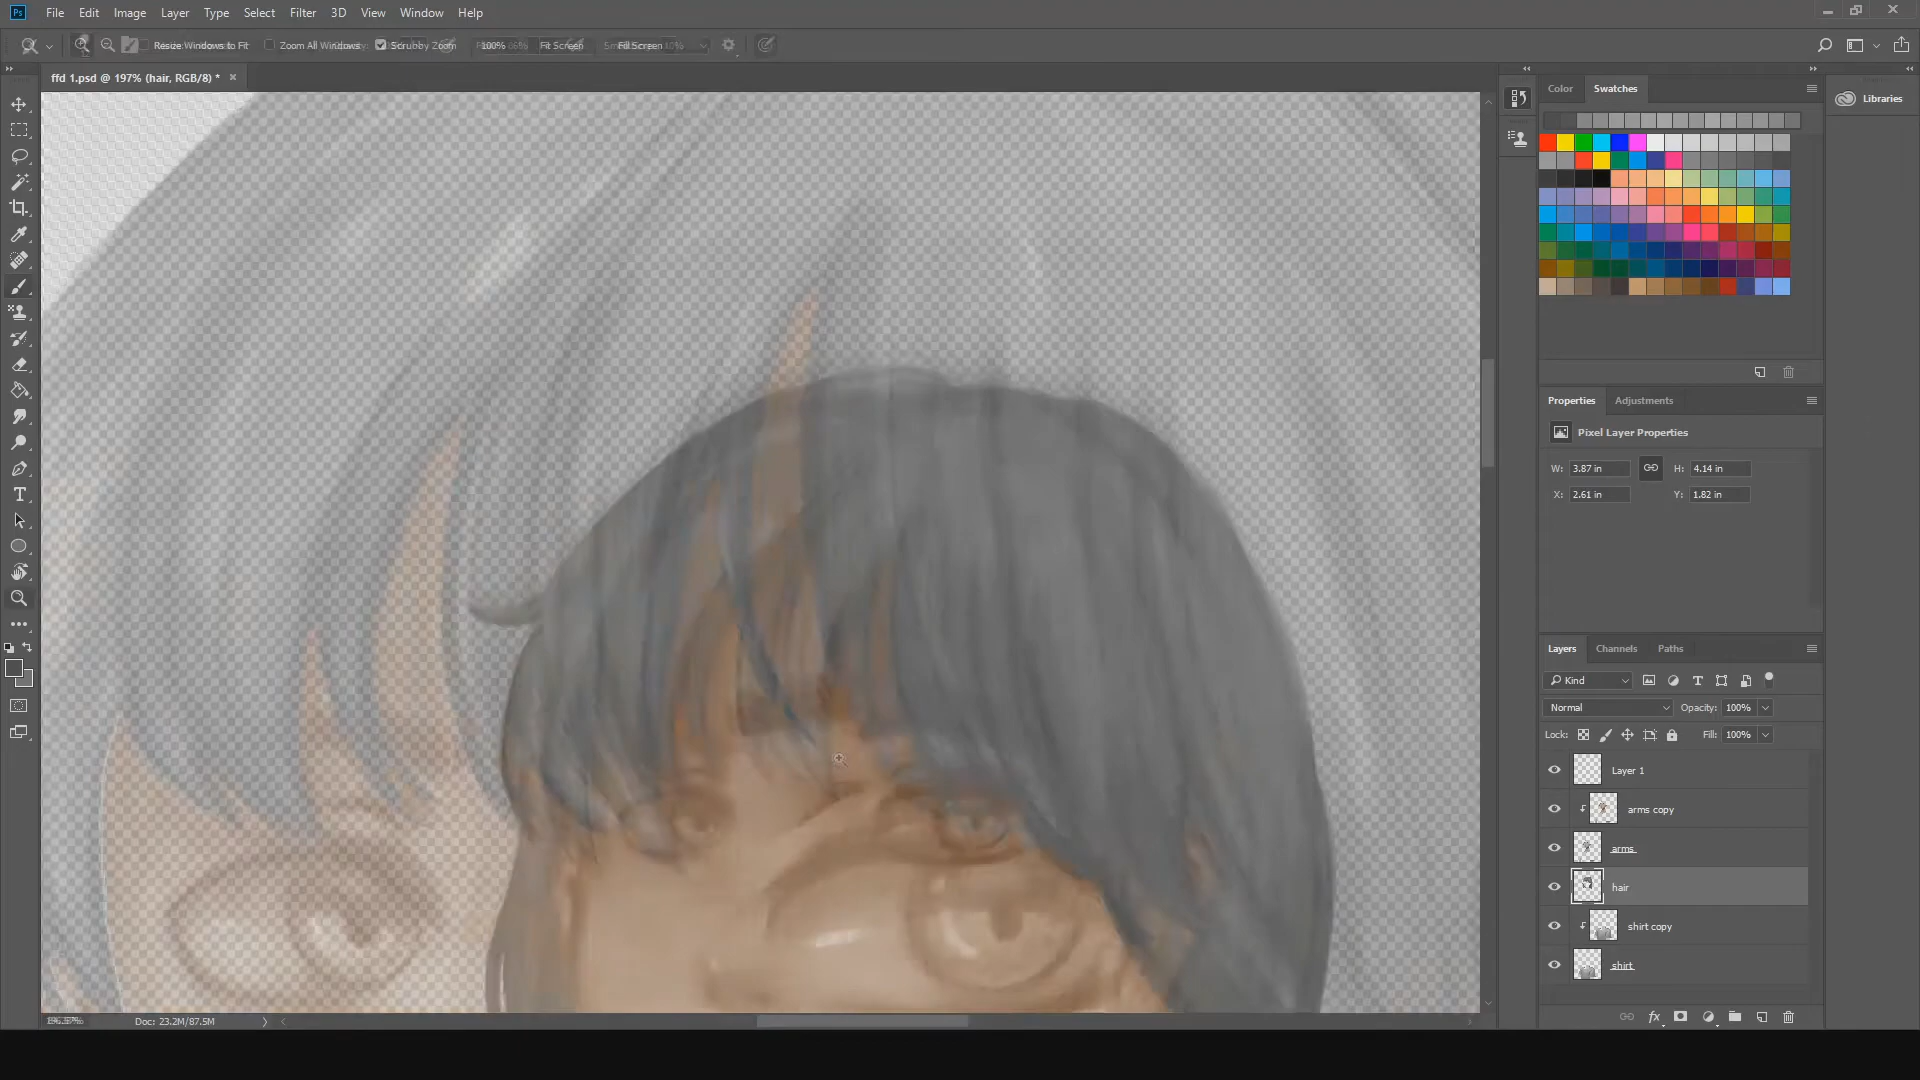 Ps File Edit Image Layer Type Select Filter 3D View Window Help
Resize Windows to Fit Zoom All Windows Scrubby Zoom 100% Fit Screen Fill Screen
ffd 1.psd @ 197% (hair, RGB/8) *
Color Swatches
Libraries
Properties Adjustments
Pixel Layer Properties
W: 3.87 in H: 4.14 in
X: 2.61 in Y: 1.82 in
Layers Channels Paths
Kind
Normal Opacity: 100%
Lock: Fill: 100%
Layer 1
arms copy
arms
hair
shirt copy
shirt
Doc: 23.2M/87.5M